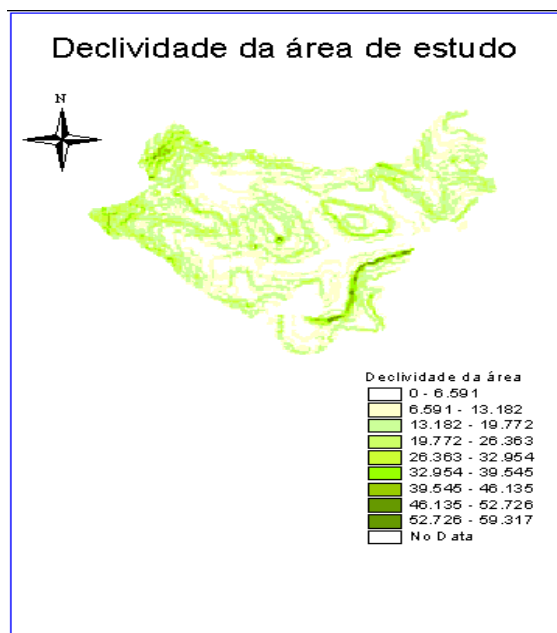 Declividade da área de estudo
N
Declividade da área
0 - 6.591
6.591 - 13.182
13.182 - 19.772
19.772 - 26.363
26.363 - 32.954
32.954 - 39.545
39.545 - 46.135
46.135 - 52.726
52.726 - 59.317
No Data